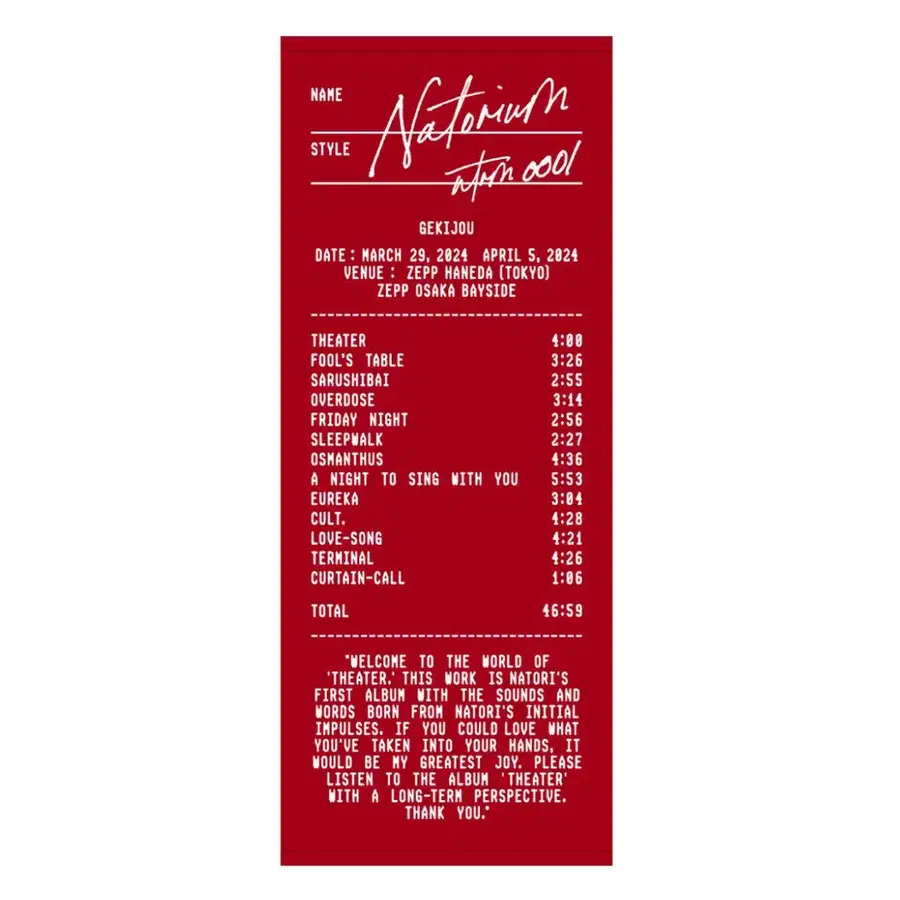 NAME Natorium
STYLE atrm 0001
GEKIJOU
DATE : MARCH 29, 2024 APRIL 5, 2024
VENUE : ZEPP HANEDA (TOKYO)
ZEPP OSAKA BAYSIDE
---------------------------------
THEATER 4:00
FOOL'S TABLE 3:26
SARUSHIBAI 2:55
OVERDOSE 3:14
FRIDAY NIGHT 2:56
SLEEPWALK 2:27
OSMANTHUS 4:36
A NIGHT TO SING WITH YOU 5:53
EUREKA 3:04
CULT. 4:28
LOVE-SONG 4:21
TERMINAL 4:26
CURTAIN-CALL 1:06
TOTAL 46:59
---------------------------------
"WELCOME TO THE WORLD OF
'THEATER.' THIS WORK IS NATORI'S
FIRST ALBUM WITH THE SOUNDS AND
WORDS BORN FROM NATORI'S INITIAL
IMPULSES. IF YOU COULD LOVE WHAT
YOU'VE TAKEN INTO YOUR HANDS, IT
WOULD BE MY GREATEST JOY. PLEASE
LISTEN TO THE ALBUM 'THEATER'
WITH A LONG-TERM PERSPECTIVE.
THANK YOU."